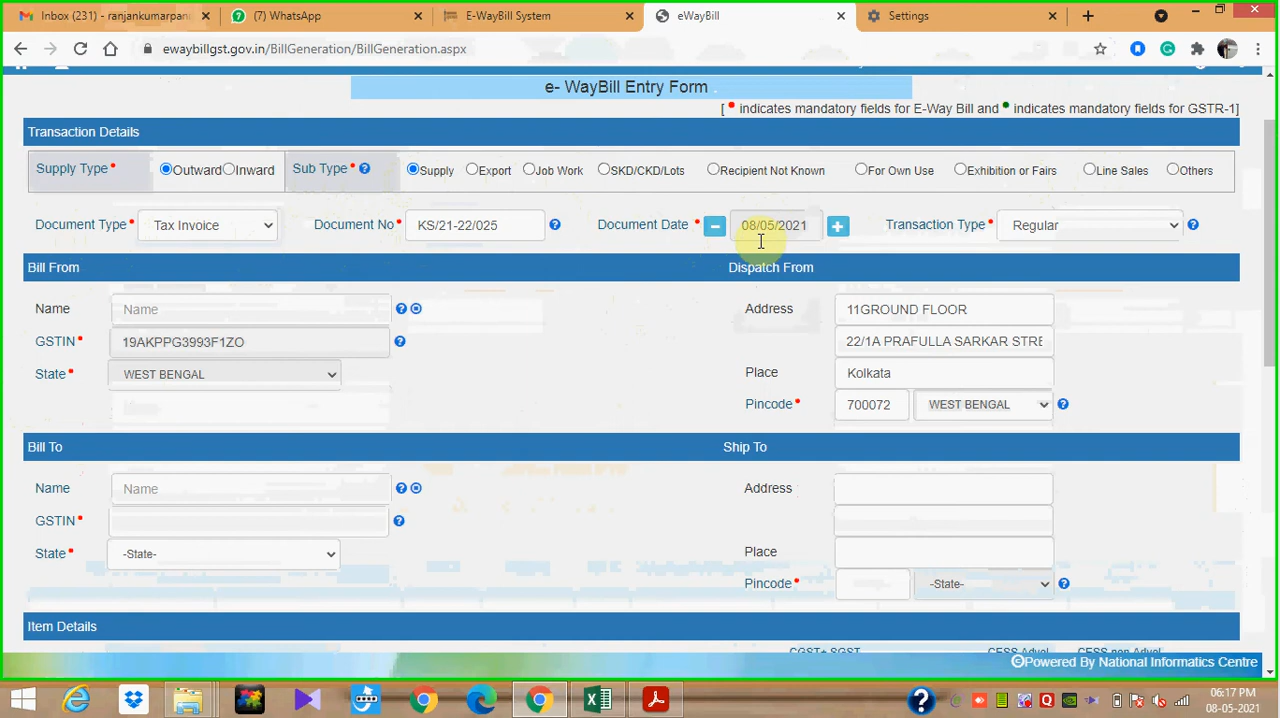 Inbox (231) - ranjankumarpan
(7) WhatsApp
E-WayBill System
eWayBill
Settings
ewaybillgst.gov.in/BillGeneration/BillGeneration.aspx
e- WayBill Entry Form
[ • indicates mandatory fields for E-Way Bill and • indicates mandatory fields for GSTR-1]
Transaction Details
Supply Type • Outward Inward Sub Type • Supply Export Job Work SKD/CKD/Lots Recipient Not Known For Own Use Exhibition or Fairs Line Sales Others
Document Type • Tax Invoice Document No • KS/21-22/025 Document Date • 08/05/2021 Transaction Type • Regular
Bill From
Dispatch From
Name Name
Address 11GROUND FLOOR
GSTIN • 19AKPPG3993F1ZO
22/1A PRAFULLA SARKAR STRE
State • WEST BENGAL
Place Kolkata
Pincode • 700072 WEST BENGAL
Bill To
Ship To
Name Name
Address
GSTIN •
State • -State-
Place
Pincode • -State-
Item Details
CGST+ SGST CESS Advol CESS non Advol
©Powered By National Informatics Centre
06:17 PM
08-05-2021